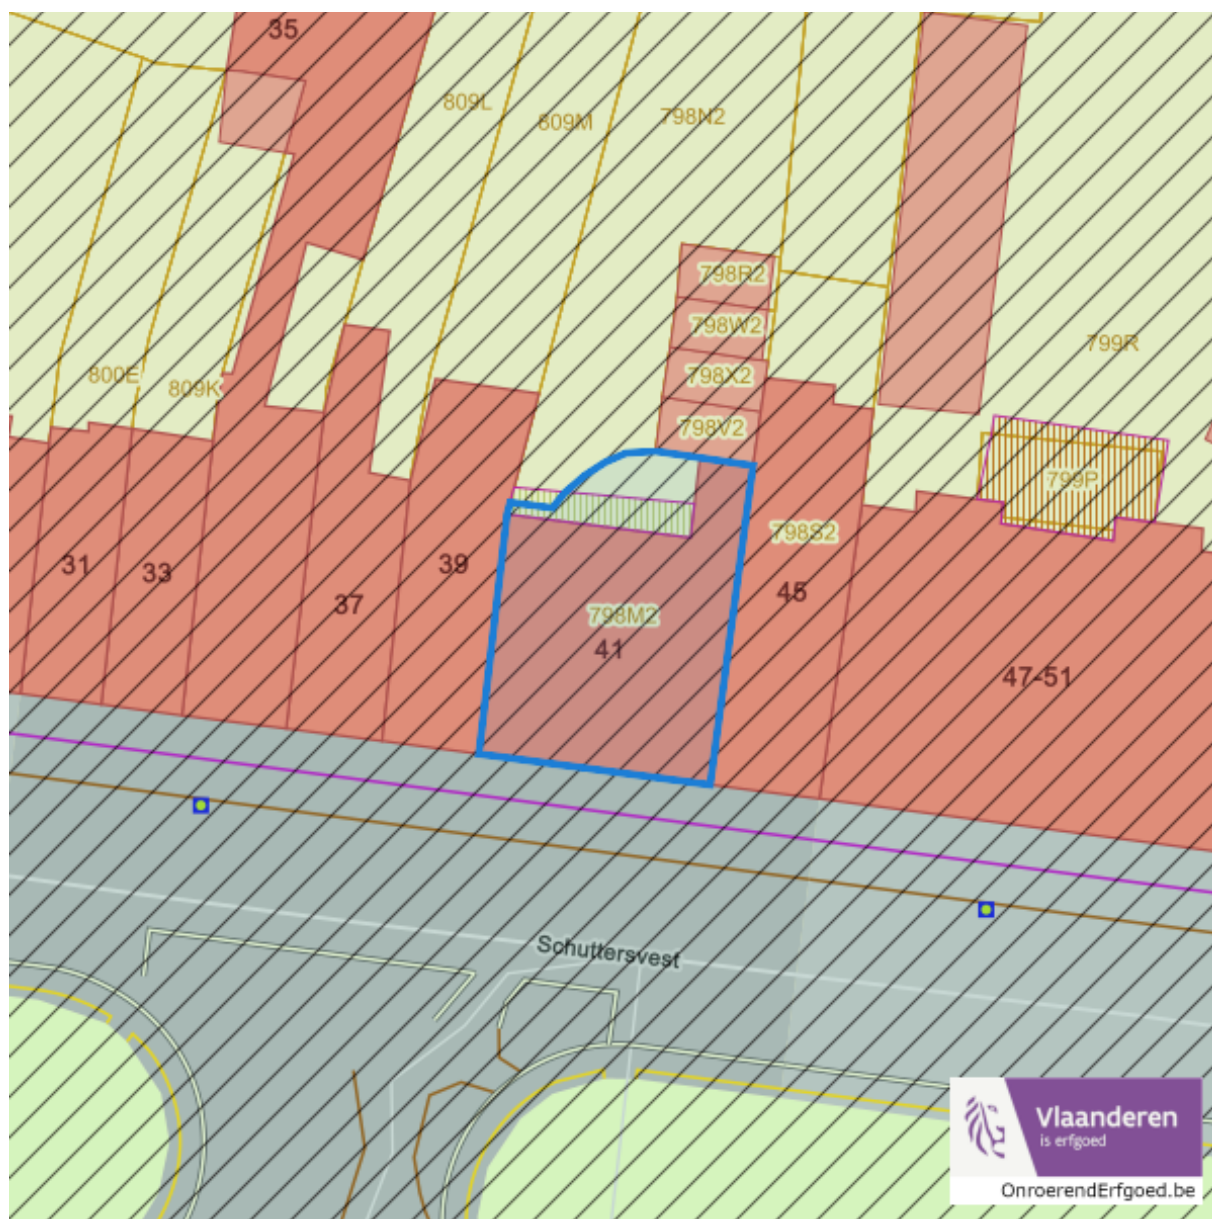 35
809L
809M
798N2
798R2
798W2
799R
800E
809K
798X2
798V2
799P
798S2
31
33
37
39
45
798M2
41
47-51
Schuttersvest
Vlaanderen
is erfgoed
OnroerendErfgoed.be